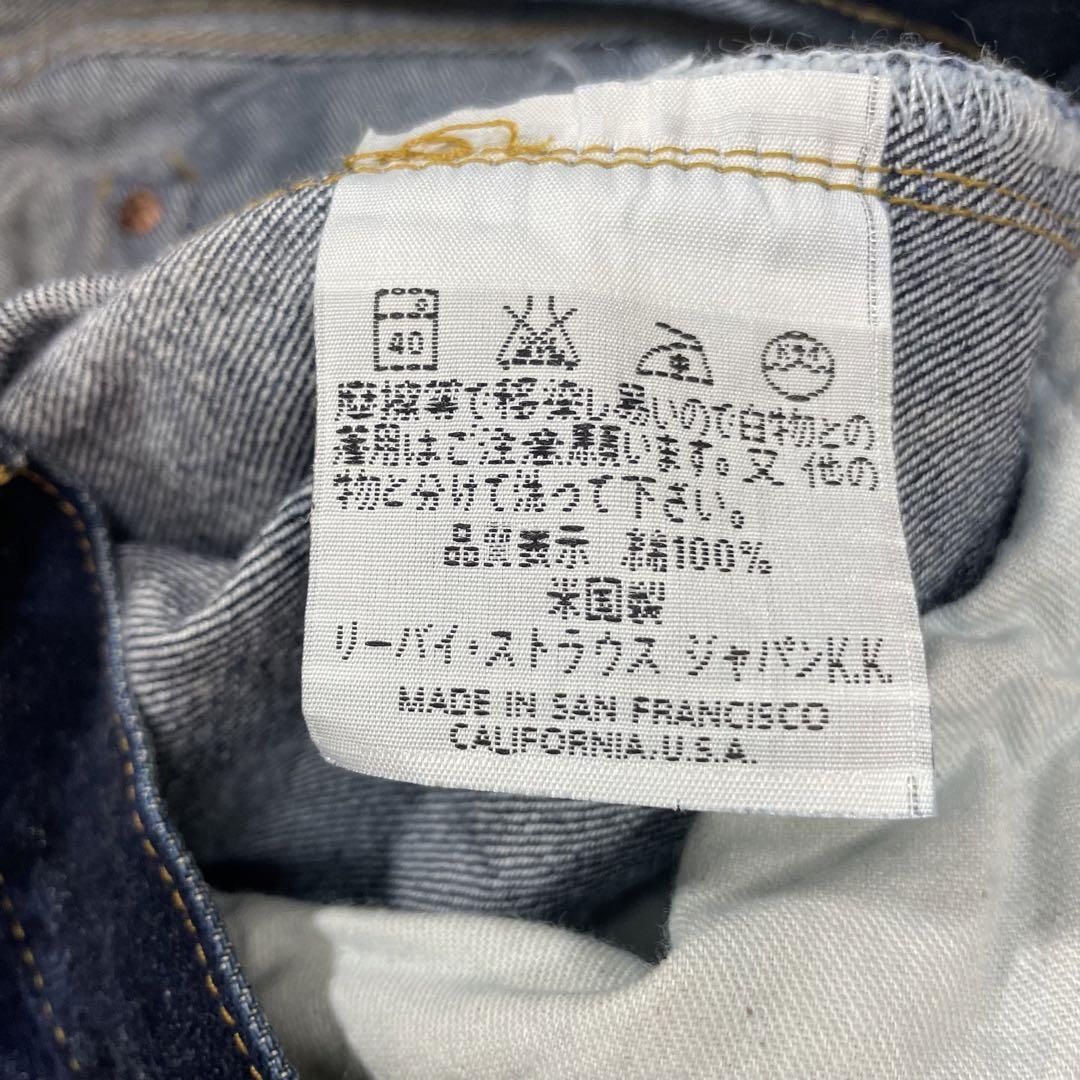 40
摩擦等で移染し易いので白物との
着用はご注意願います。又 他の
物と分けて洗って下さい。
品質表示 綿100%
米国製
リーバイ・ストラウス ジャパンK.K.
MADE IN SAN FRANCISCO
CALIFORNIA.U.S.A.